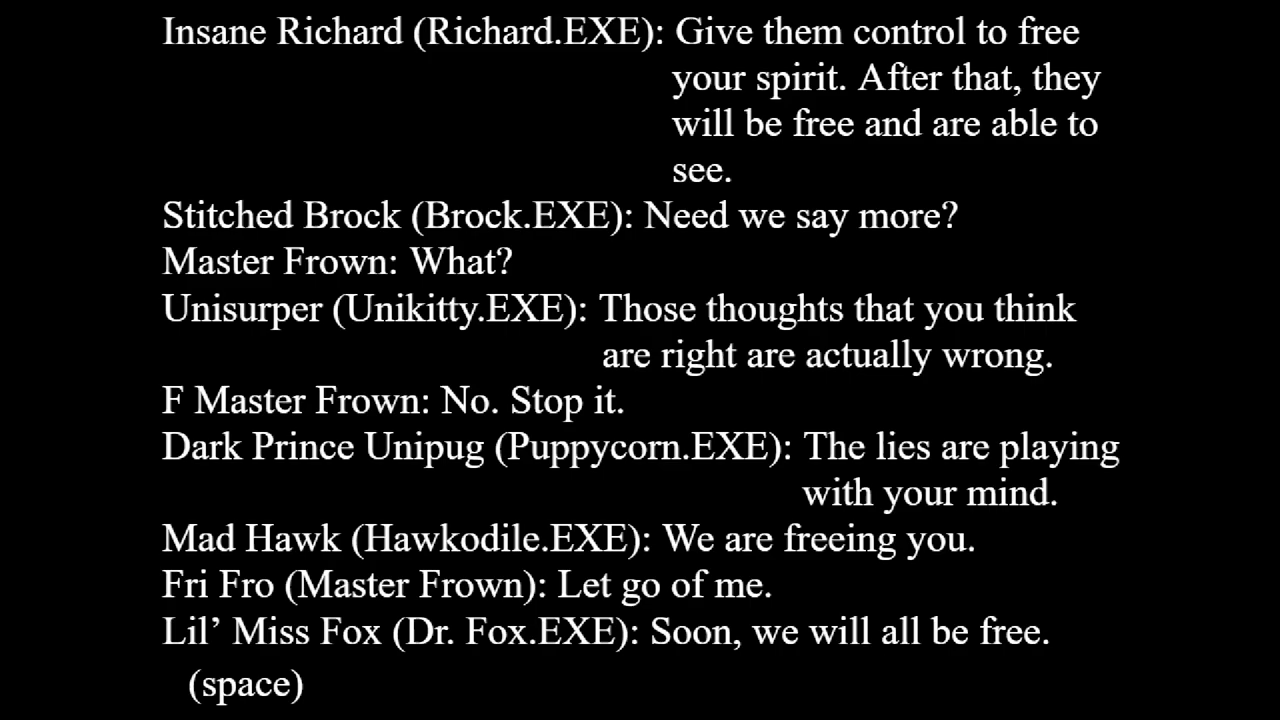 Insane Richard (Richard.EXE): Give them control to free
your spirit. After that, they
will be free and are able to
see.
Stitched Brock (Brock.EXE): Need we say more?
Master Frown: What?
Unisurper (Unikitty.EXE): Those thoughts that you think
are right are actually wrong.
F Master Frown: No. Stop it.
Dark Prince Unipug (Puppycorn.EXE): The lies are playing
with your mind.
Mad Hawk (Hawkodile.EXE): We are freeing you.
Fri Fro (Master Frown): Let go of me.
Lil’ Miss Fox (Dr. Fox.EXE): Soon, we will all be free.
(space)